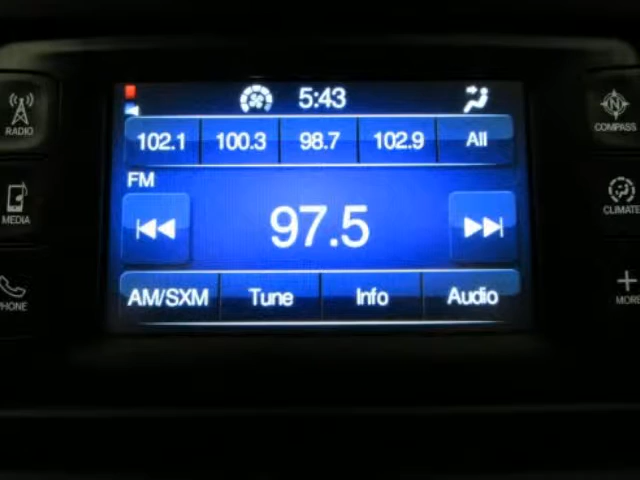 5:43
RADIO
102.1 100.3 98.7 102.9 All
COMPASS
FM
MEDIA
97.5
CLIMATE
PHONE
AM/SXM Tune Info Audio
MORE